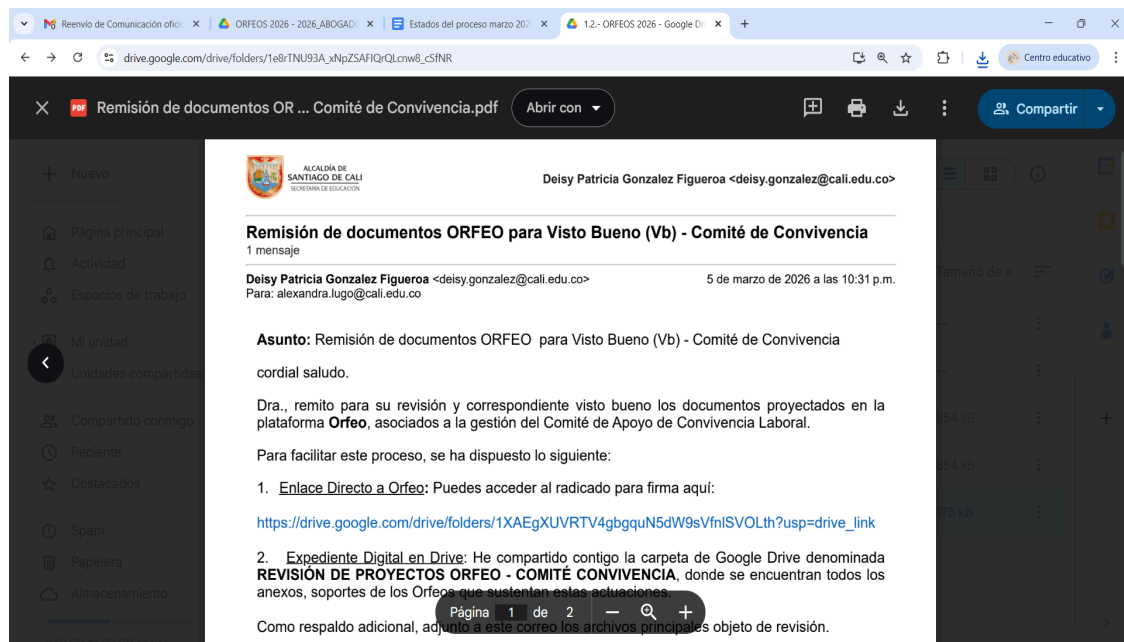 Reenvío de Comunicación ofici
ORFEOS 2026 - 2026_ABOGAD
Estados del proceso marzo 202
1.2.- ORFEOS 2026 - Google Dri
drive.google.com/drive/folders/1e8rTNU93A_xNpZSAFIQrQLcnw8_cSfNR
Centro educativo
PDF
Remisión de documentos OR ... Comité de Convivencia.pdf
Abrir con
Compartir
Nuevo
Página principal
Actividad
Espacios de trabajo
Mi unidad
Unidades compartidas
Compartido conmigo
Reciente
Destacados
Spam
Papelera
Almacenamiento
Tamaño de
854 kB
854 kB
175 kB
ALCALDÍA DE
SANTIAGO DE CALI
SECRETARÍA DE EDUCACIÓN
Deisy Patricia Gonzalez Figueroa <deisy.gonzalez@cali.edu.co>
Remisión de documentos ORFEO para Visto Bueno (Vb) - Comité de Convivencia
1 mensaje
Deisy Patricia Gonzalez Figueroa <deisy.gonzalez@cali.edu.co> 5 de marzo de 2026 a las 10:31 p.m.
Para: alexandra.lugo@cali.edu.co
Asunto: Remisión de documentos ORFEO para Visto Bueno (Vb) - Comité de Convivencia
cordial saludo.
Dra., remito para su revisión y correspondiente visto bueno los documentos proyectados en la
plataforma Orfeo, asociados a la gestión del Comité de Apoyo de Convivencia Laboral.
Para facilitar este proceso, se ha dispuesto lo siguiente:
1. Enlace Directo a Orfeo: Puedes acceder al radicado para firma aquí:
https://drive.google.com/drive/folders/1XAEgXUVRTV4gbgquN5dW9sVfnlSVOLth?usp=drive_link
2. Expediente Digital en Drive: He compartido contigo la carpeta de Google Drive denominada
REVISIÓN DE PROYECTOS ORFEO - COMITÉ CONVIVENCIA, donde se encuentran todos los
anexos, soportes de los Orfeos que sustentan estas actuaciones.
Como respaldo adicional, adjunto a este correo los archivos principales objeto de revisión.
Página 1 de 2